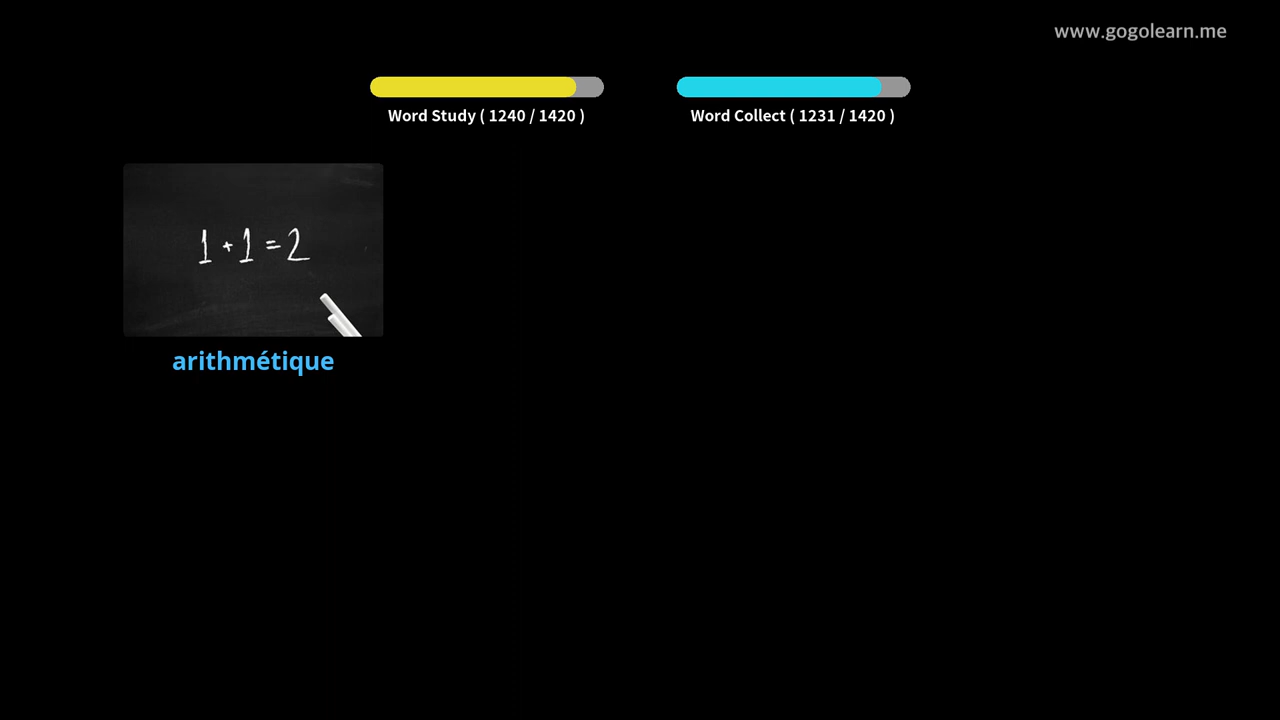 www.gogolearn.me
Word Study ( 1240 / 1420 )
Word Collect ( 1231 / 1420 )
1 + 1 = 2
arithmétique